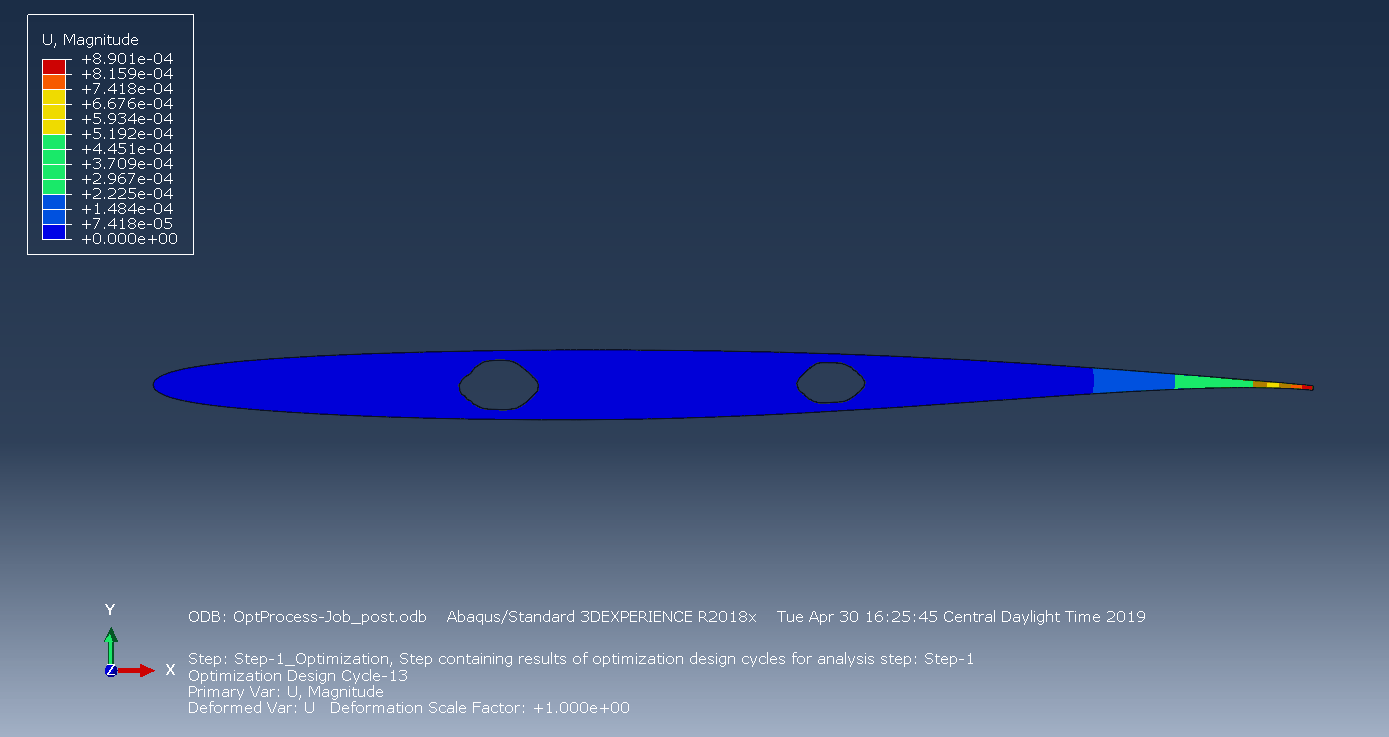 U, Magnitude
+8.901e-04
+8.159e-04
+7.418e-04
+6.676e-04
+5.934e-04
+5.192e-04
+4.451e-04
+3.709e-04
+2.967e-04
+2.225e-04
+1.484e-04
+7.418e-05
+0.000e+00
Y
Z
X
ODB: OptProcess-Job_post.odb    Abaqus/Standard 3DEXPERIENCE R2018x    Tue Apr 30 16:25:45 Central Daylight Time 2019
Step: Step-1_Optimization, Step containing results of optimization design cycles for analysis step: Step-1
Optimization Design Cycle-13
Primary Var: U, Magnitude
Deformed Var: U   Deformation Scale Factor: +1.000e+00